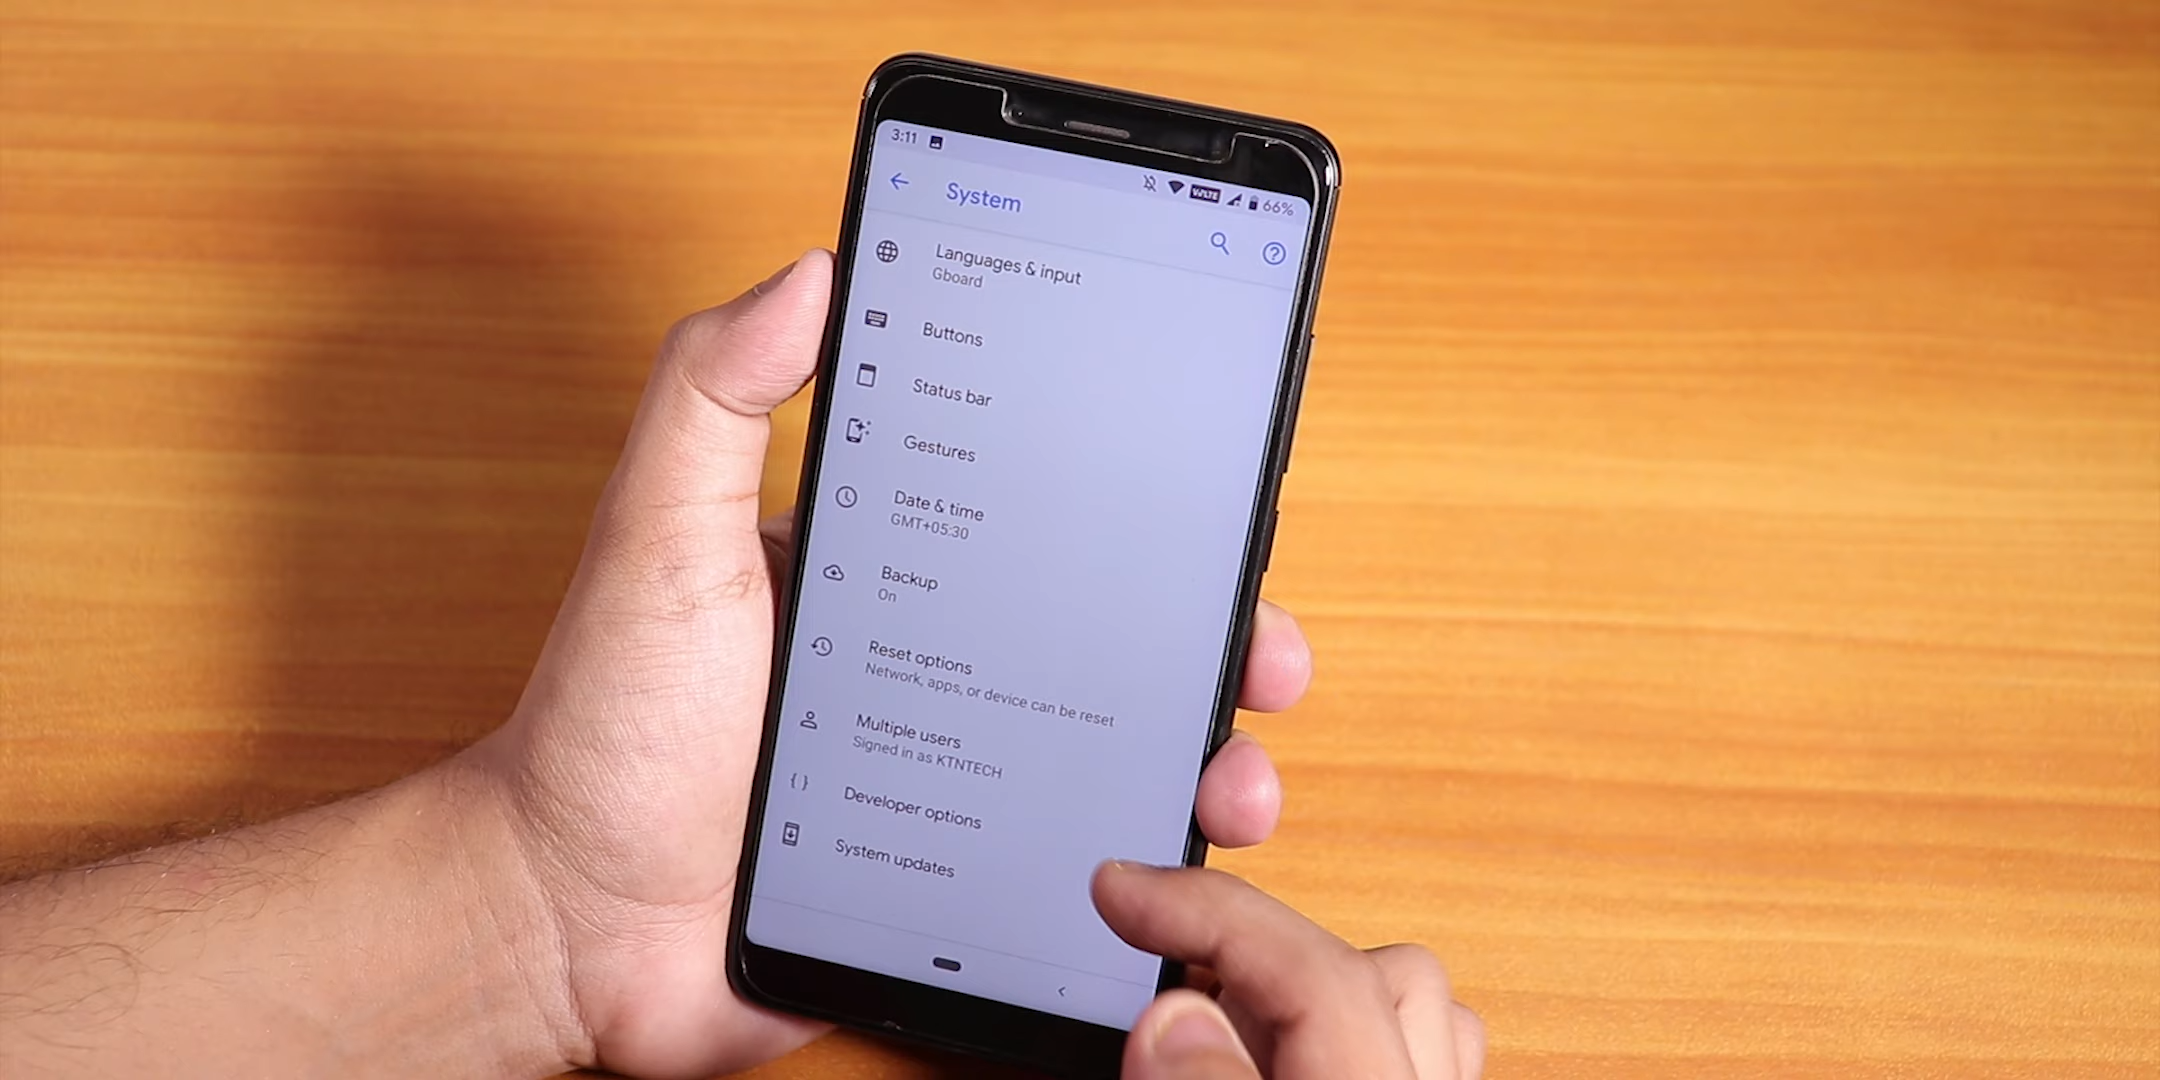 3:11
VoLTE
66%
System
Languages & input
Gboard
Buttons
Status bar
Gestures
Date & time
GMT+05:30
Backup
On
Reset options
Network, apps, or device can be reset
Multiple users
Signed in as KTNTECH
Developer options
System updates